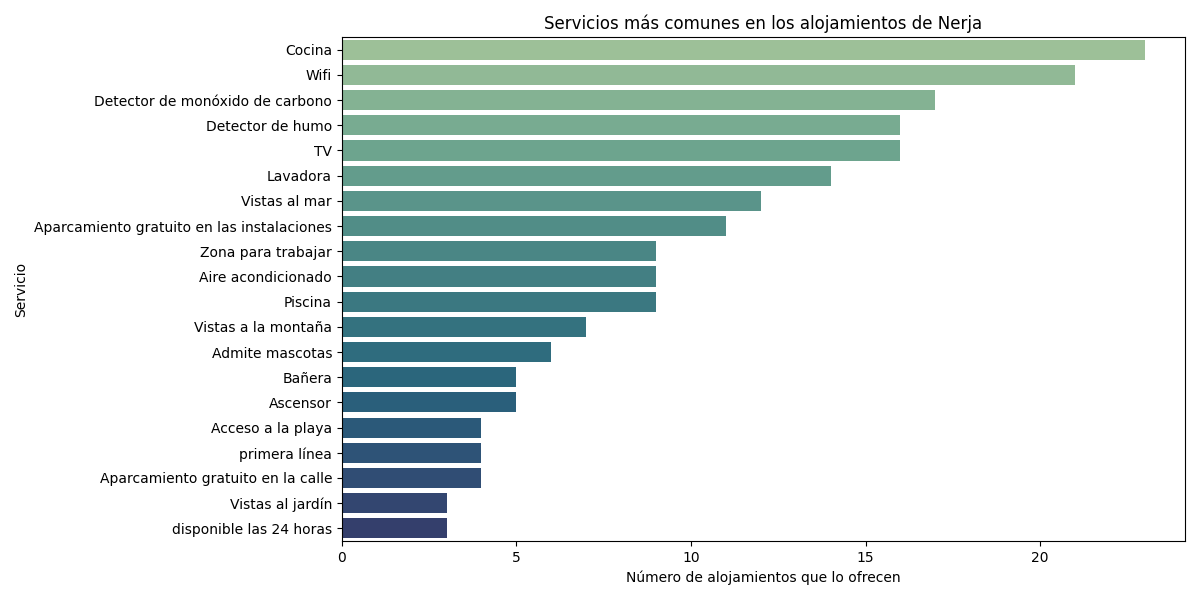 Servicios más comunes en los alojamientos de Nerja
Cocina
Wifi
Detector de monóxido de carbono
Detector de humo
TV
Lavadora
Vistas al mar
Aparcamiento gratuito en las instalaciones
Zona para trabajar
Aire acondicionado
Piscina
Vistas a la montaña
Admite mascotas
Bañera
Ascensor
Acceso a la playa
primera línea
Aparcamiento gratuito en la calle
Vistas al jardín
disponible las 24 horas
Servicio
0 5 10 15 20
Número de alojamientos que lo ofrecen